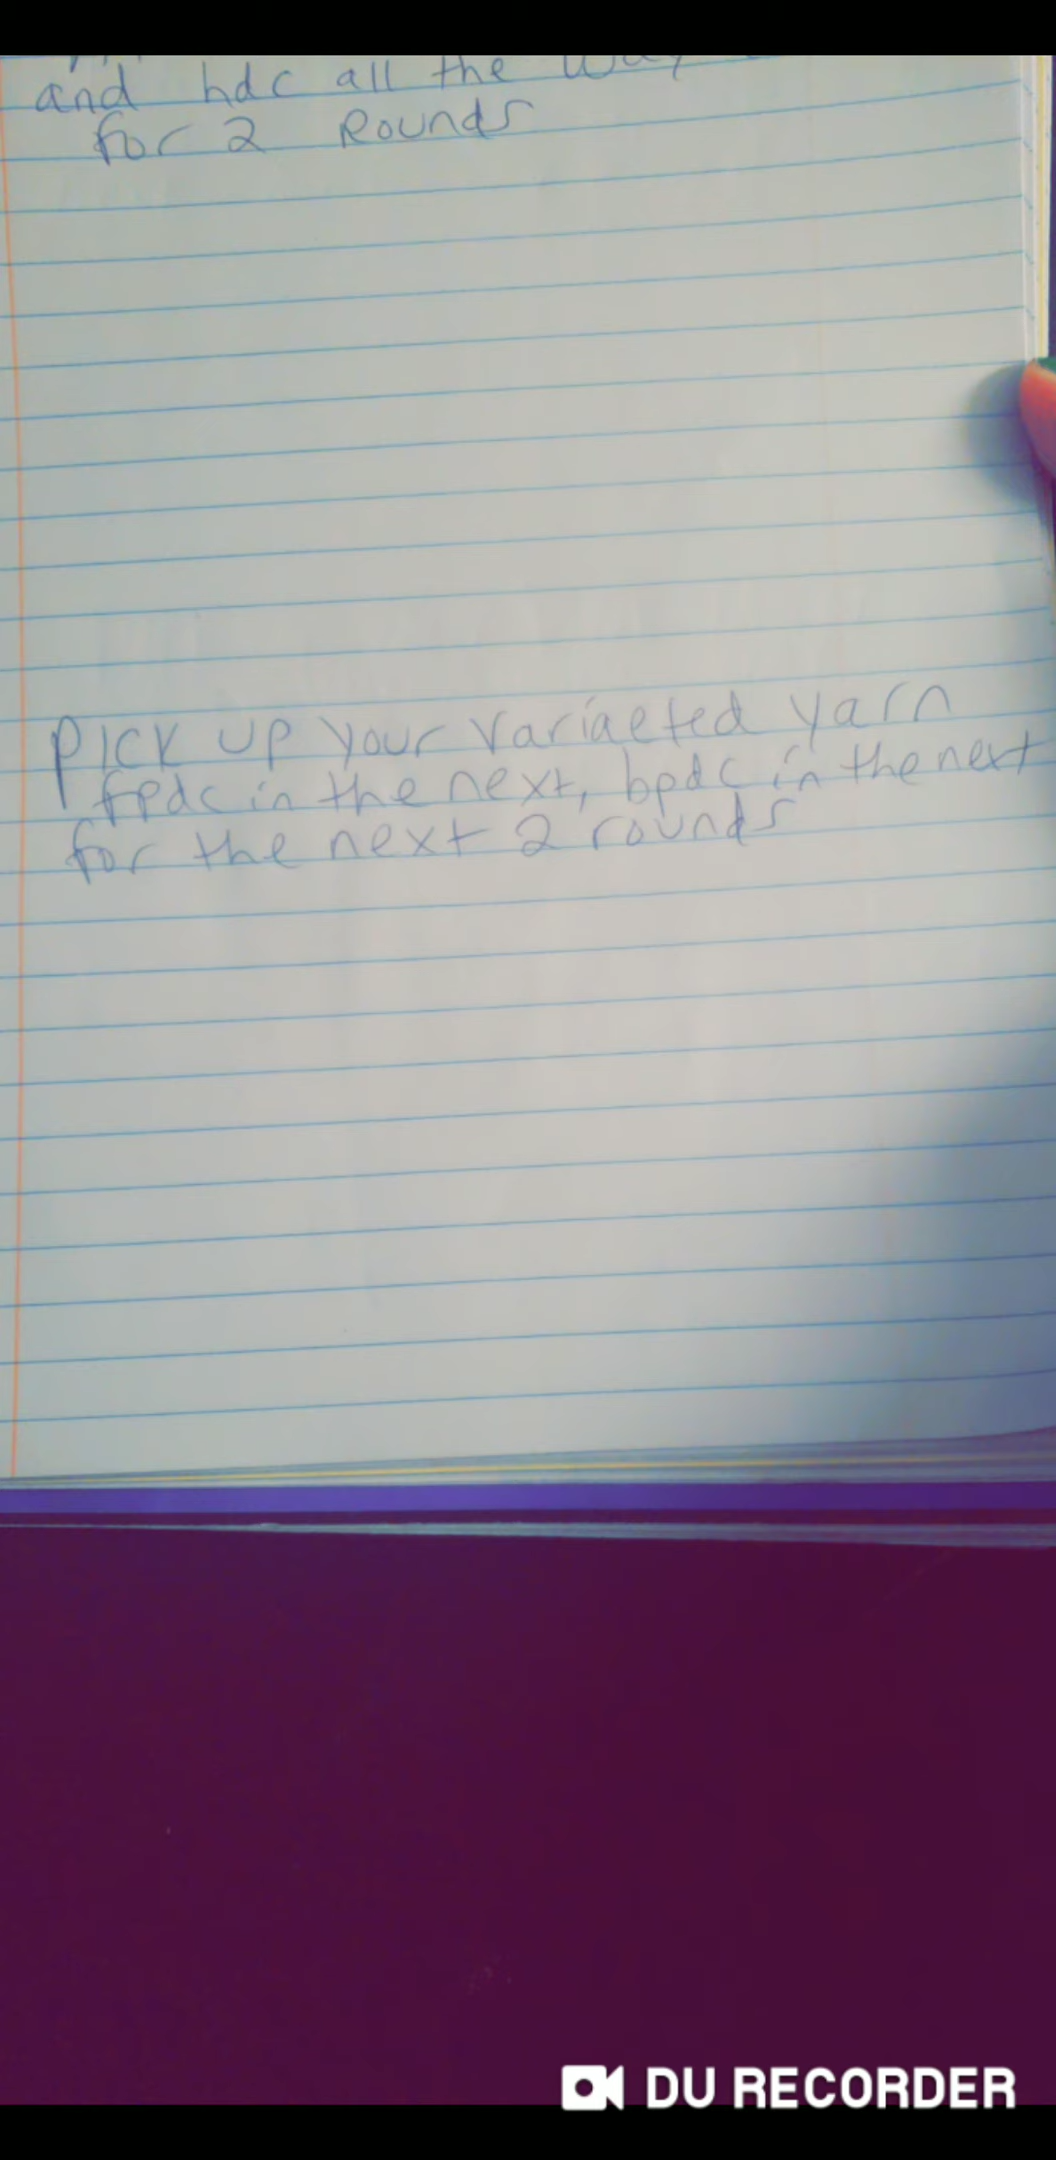 and hdc all the way
for 2 Rounds
Pick up your variaeted yarn
fpdc in the next, bpdc in the next
for the next 2 rounds
DU RECORDER